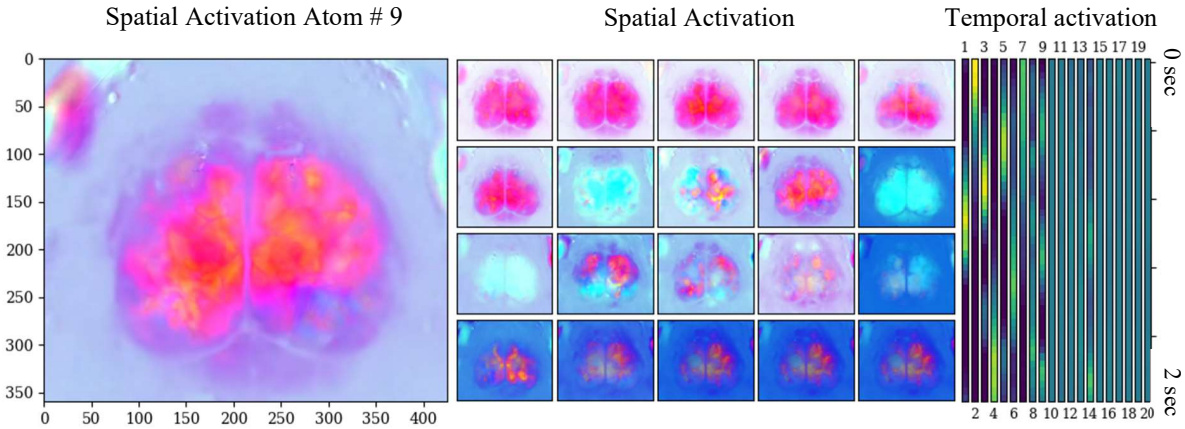 Spatial Activation Atom # 9
Spatial Activation
Temporal activation
0
50
100
150
200
250
300
350
0 50 100 150 200 250 300 350 400
1 3 5 7 9 11 13 15 17 19
2 4 6 8 10 12 14 16 18 20
0 sec
2 sec